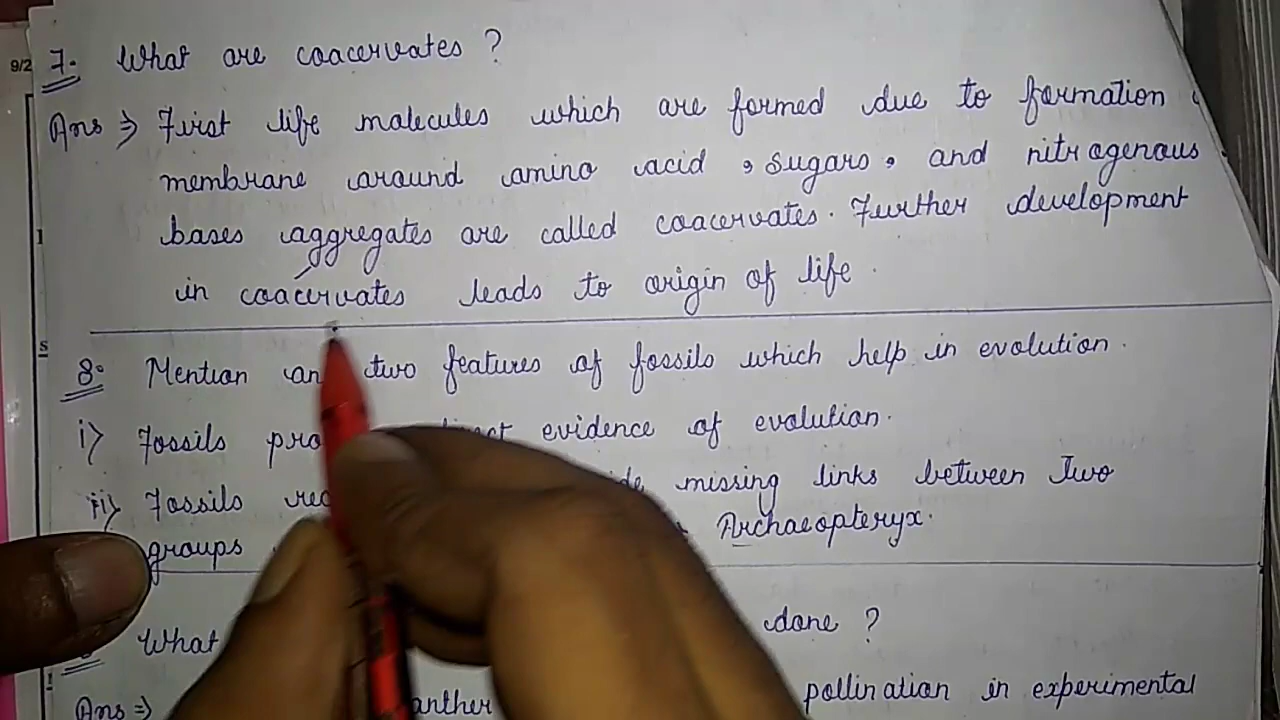 9/2
7. What are coacervates ?
Ans ⇒ First life molecules which are formed due to formation
membrane around amino acid , sugars , and nitrogenous
bases aggregates are called coacervates. Further development
in coacervates leads to origin of life .
8. Mention two features of fossils which help in evolution .
i) Fossils evidence of evolution.
ii) Fossils missing links between Two
groups Archaeopteryx.
What done ?
Ans ⇒ anther pollination in experimental